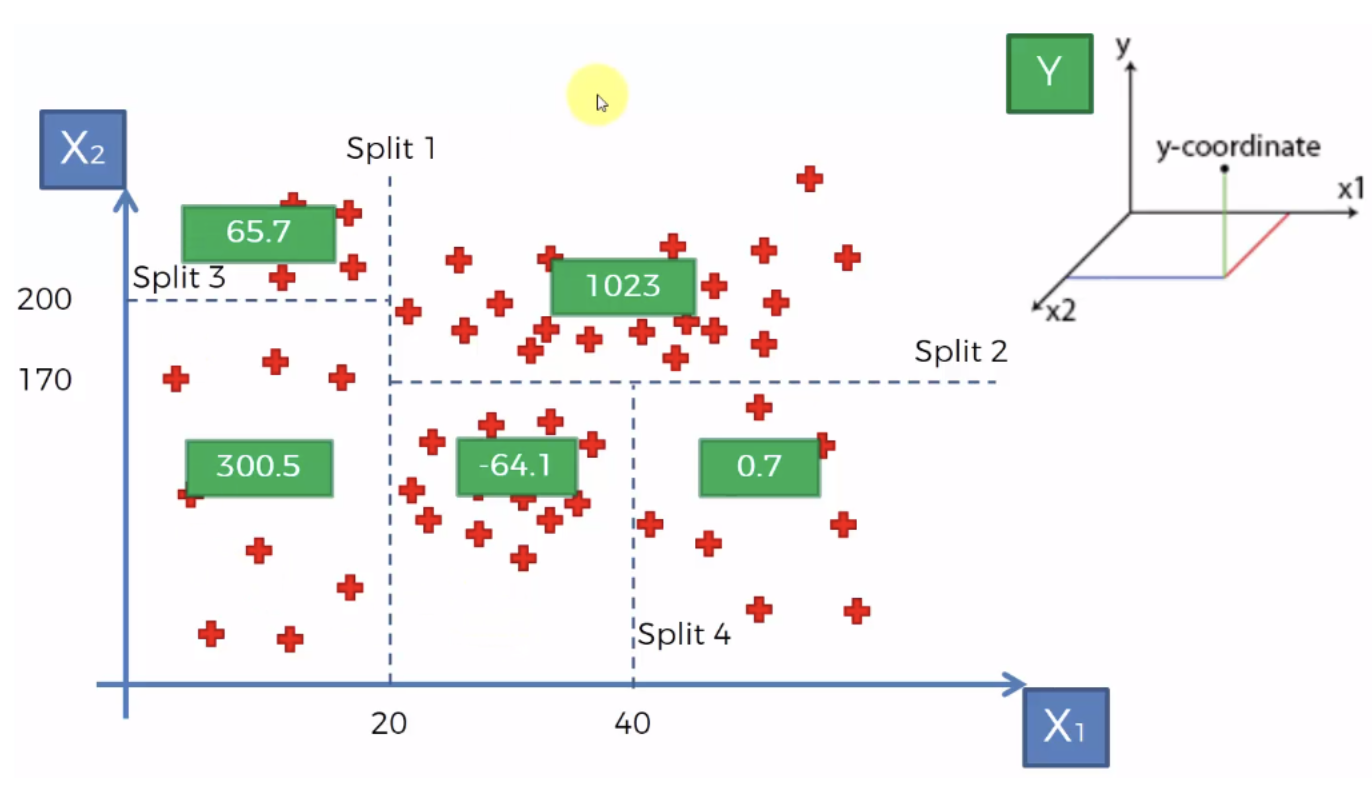 Y
y
y-coordinate
x1
x2
X2
Split 1
65.7
Split 3
1023
200
Split 2
170
300.5
-64.1
0.7
Split 4
20
40
X1